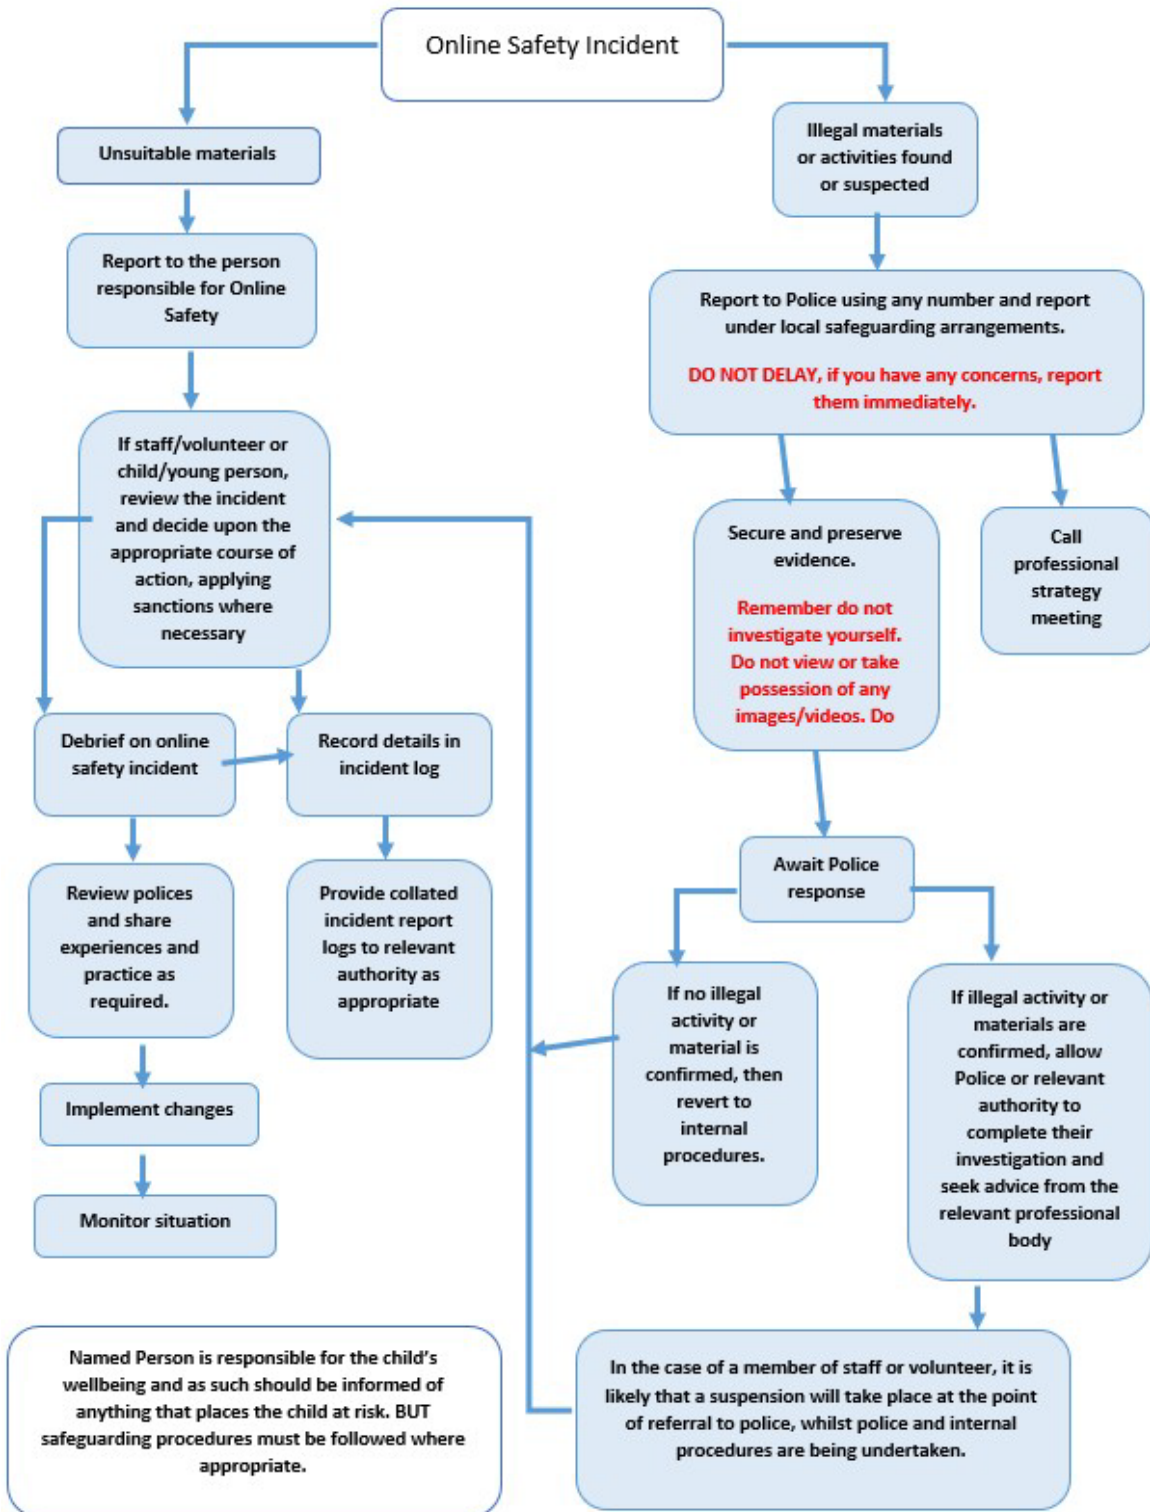 Online Safety Incident
Unsuitable materials
Report to the person
responsible for Online
Safety
If staff/volunteer or
child/young person,
review the incident
and decide upon the
appropriate course of
action, applying
sanctions where
necessary
Debrief on online
safety incident
Record details in
incident log
Review polices
and share
experiences and
practice as
required.
Provide collated
incident report
logs to relevant
authority as
appropriate
Implement changes
Monitor situation
Illegal materials
or activities found
or suspected
Report to Police using any number and report
under local safeguarding arrangements.
DO NOT DELAY, if you have any concerns, report
them immediately.
Secure and preserve
evidence.
Remember do not
investigate yourself.
Do not view or take
possession of any
images/videos. Do
Call
professional
strategy
meeting
Await Police
response
If no illegal
activity or
material is
confirmed, then
revert to
internal
procedures.
If illegal activity or
materials are
confirmed, allow
Police or relevant
authority to
complete their
investigation and
seek advice from the
relevant professional
body
In the case of a member of staff or volunteer, it is
likely that a suspension will take place at the point
of referral to police, whilst police and internal
procedures are being undertaken.
Named Person is responsible for the child's
wellbeing and as such should be informed of
anything that places the child at risk. BUT
safeguarding procedures must be followed where
appropriate.